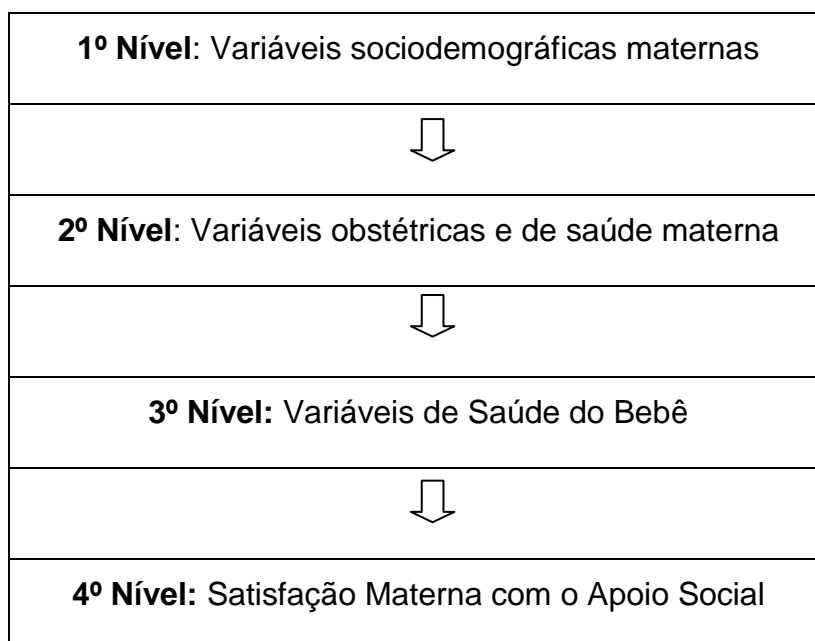 1º Nível: Variáveis sociodemográficas maternas
2º Nível: Variáveis obstétricas e de saúde materna
3º Nível: Variáveis de Saúde do Bebê
4º Nível: Satisfação Materna com o Apoio Social